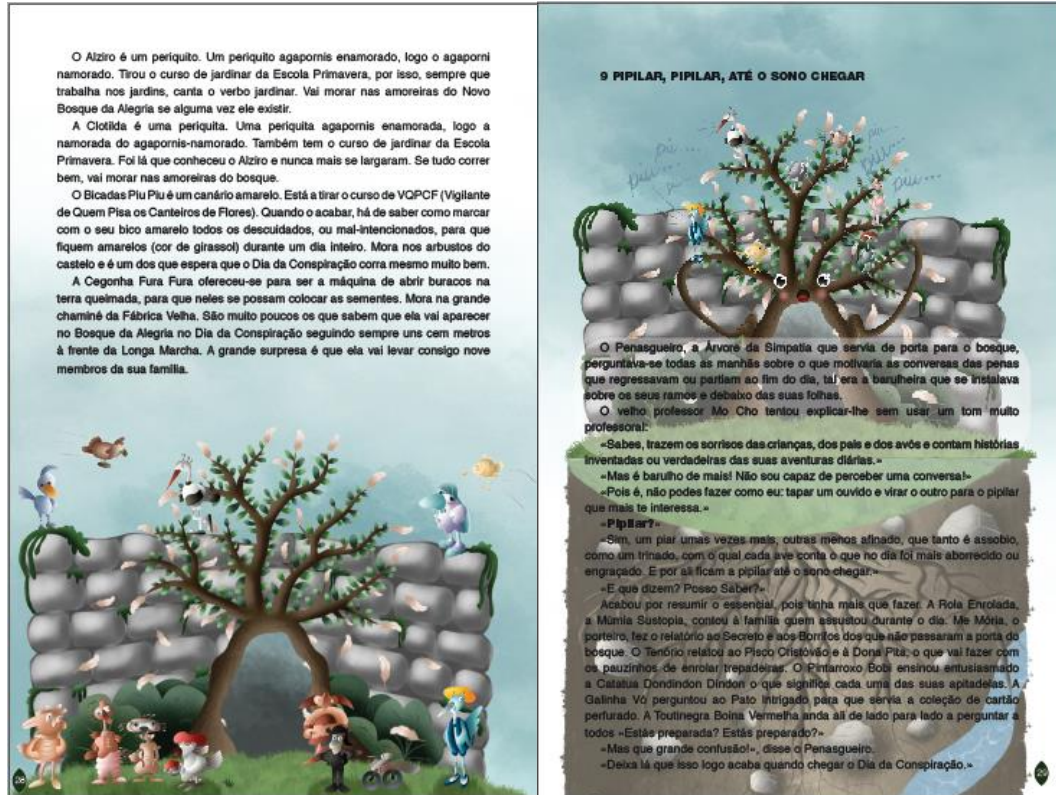 O Alziro é um periquito. Um periquito agapornis enamorado, logo o agaporni
namorado. Tirou o curso de jardinar da Escola Primavera, por isso, sempre que
trabalha nos jardins, canta o verbo jardinar. Vai morar nas amoreiras do Novo
Bosque da Alegria se alguma vez ele existir.
A Clotilda é uma periquita. Uma periquita agapornis enamorada, logo a
namorada do agapornis-namorado. Também tem o curso de jardinar da Escola
Primavera. Foi lá que conheceu o Alziro e nunca mais se largaram. Se tudo correr
bem, vai morar nas amoreiras do bosque.
O Bicadas Piu Piu é um canário amarelo. Está a tirar o curso de VQPCF (Vigilante
de Quem Pisa os Canteiros de Flores). Quando o acabar, há de saber como marcar
com o seu bico amarelo todos os descuidados, ou mal-intencionados, para que
fiquem amarelos (cor de girassol) durante um dia inteiro. Mora nos arbustos do
castelo e é um dos que espera que o Dia da Conspiração corra mesmo muito bem.
A Cegonha Fura Fura ofereceu-se para ser a máquina de abrir buracos na
terra queimada, para que neles se possam colocar as sementes. Mora na grande
chaminé da Fábrica Velha. São muito poucos os que sabem que ela vai aparecer
no Bosque da Alegria no Dia da Conspiração seguindo sempre uns cem metros
à frente da Longa Marcha. A grande surpresa é que ela vai levar consigo nove
membros da sua família.
28
9 PIPILAR, PIPILAR, ATÉ O SONO CHEGAR
piu...
piu...
piu...
piu...
O Penasgueiro, a Árvore da Simpatia que servia de porta para o bosque,
perguntava-se todas as manhãs sobre o que motivaria as conversas das penas
que regressavam ou partiam ao fim do dia, tal era a barulheira que se instalava
sobre os seus ramos e debaixo das suas folhas.
O velho professor Mo Cho tentou explicar-lhe sem usar um tom muito
professoral:
«Sabes, trazem os sorrisos das crianças, dos pais e dos avós e contam histórias
inventadas ou verdadeiras das suas aventuras diárias.»
«Mas é barulho de mais! Não sou capaz de perceber uma conversa!»
«Pois é, não podes fazer como eu: tapar um ouvido e virar o outro para o pipilar
que mais te interessa.»
«Pipilar?»
«Sim, um piar umas vezes mais, outras menos afinado, que tanto é assobio,
como um trinado, com o qual cada ave conta o que no dia foi mais aborrecido ou
engraçado. E por ali ficam a pipilar até o sono chegar.»
«E que dizem? Posso Saber?»
Acabou por resumir o essencial, pois tinha mais que fazer. A Rola Enrolada,
a Múmia Sustopia, contou à família quem assustou durante o dia. Me Mória, o
porteiro, fez o relatório ao Secreto e aos Borrifos dos que não passaram a porta do
bosque. O Tenório relatou ao Pisco Cristóvão e à Dona Pita, o que vai fazer com
os pauzinhos de enrolar trepadeiras. O Pintarroxo Bobi ensinou entusiasmado
a Catatua Dondindon Dindon o que significa cada uma das suas apitadelas. A
Galinha Vó perguntou ao Pato Intrigado para que servia a coleção de cartão
perfurado. A Toutinegra Boina Vermelha anda ali de lado para lado a perguntar a
todos «Estás preparada? Estás preparado?»
«Mas que grande confusão!», disse o Penasgueiro.
«Deixa lá que isso logo acaba quando chegar o Dia da Conspiração.»
29